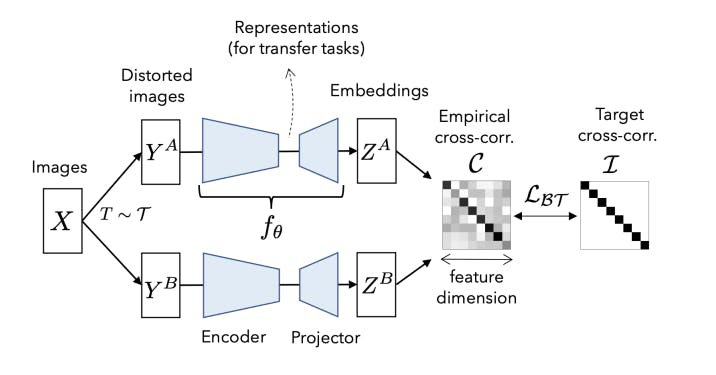 Representations
(for transfer tasks)
Distorted
images
Embeddings
Empirical
cross-corr.
Target
cross-corr.
Images
Y^A
Z^A
C
I
X
T ~ T
f_θ
L_BT
Y^B
Z^B
feature
dimension
Encoder
Projector